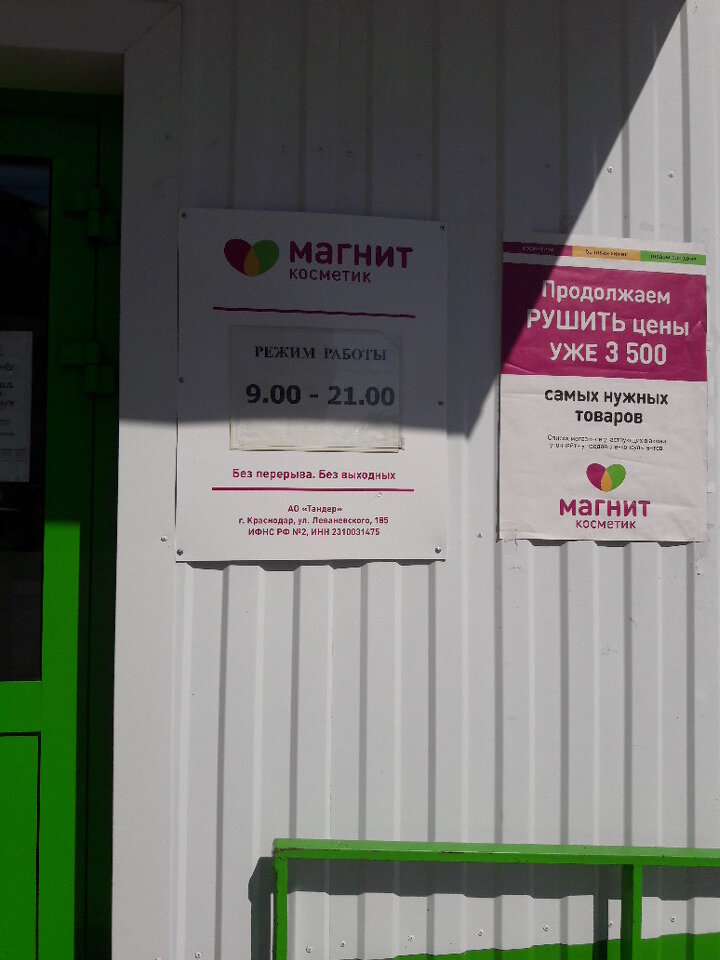 магнит
косметик
РЕЖИМ РАБОТЫ
9.00 - 21.00
Без перерыва. Без выходных
АО «Тандер»
г. Краснодар, ул. Леваневского, 185
ИФНС РФ №2, ИНН 2310031475
Продолжаем
РУШИТЬ цены
УЖЕ 3 500
самых нужных
товаров
магнит
косметик